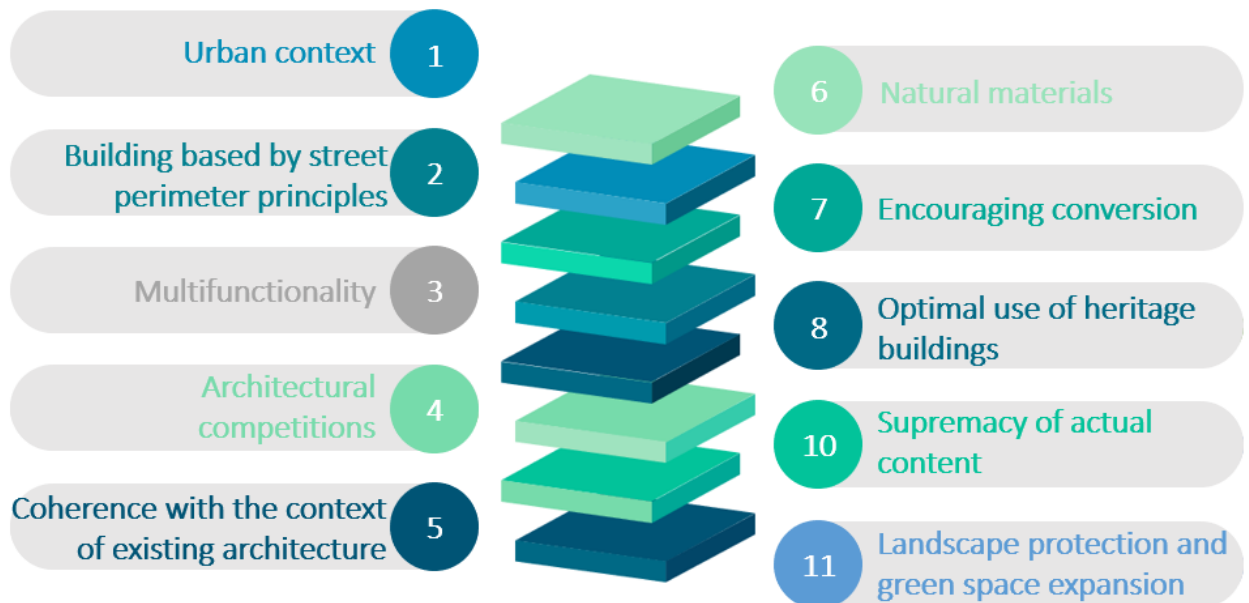 Urban context
1
Building based by street
perimeter principles
2
Multifunctionality
3
Architectural
competitions
4
Coherence with the context
of existing architecture
5
6
Natural materials
7
Encouraging conversion
8
Optimal use of heritage
buildings
10
Supremacy of actual
content
11
Landscape protection and
green space expansion